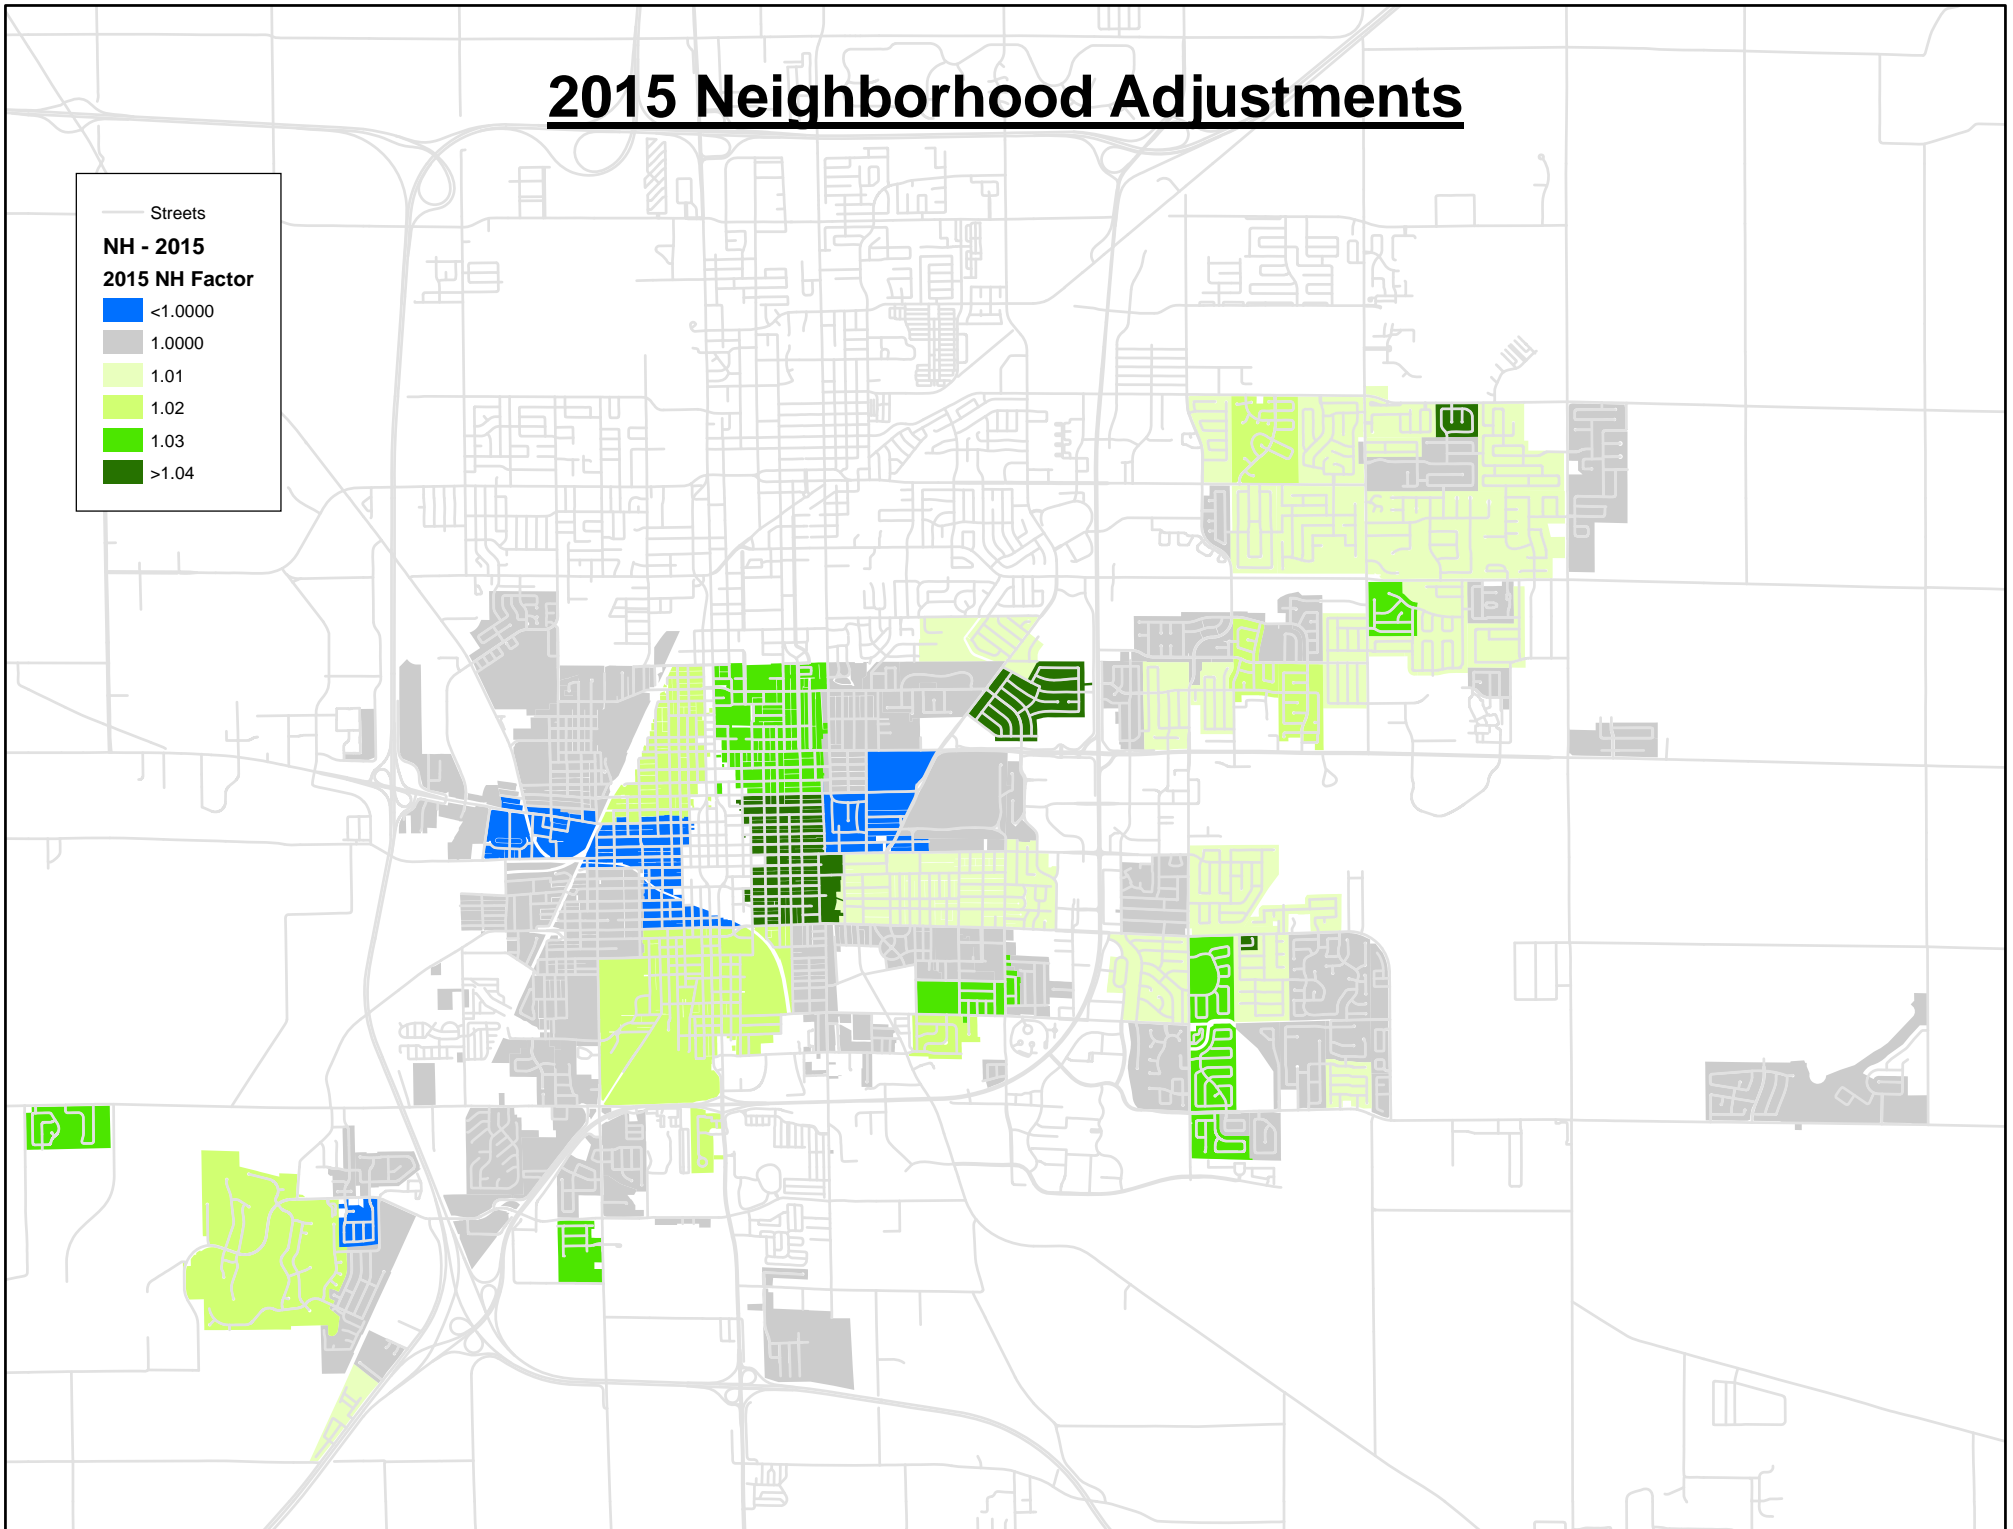 2015 Neighborhood Adjustments
Streets
NH - 2015
2015 NH Factor
<1.0000
1.0000
1.01
1.02
1.03
>1.04